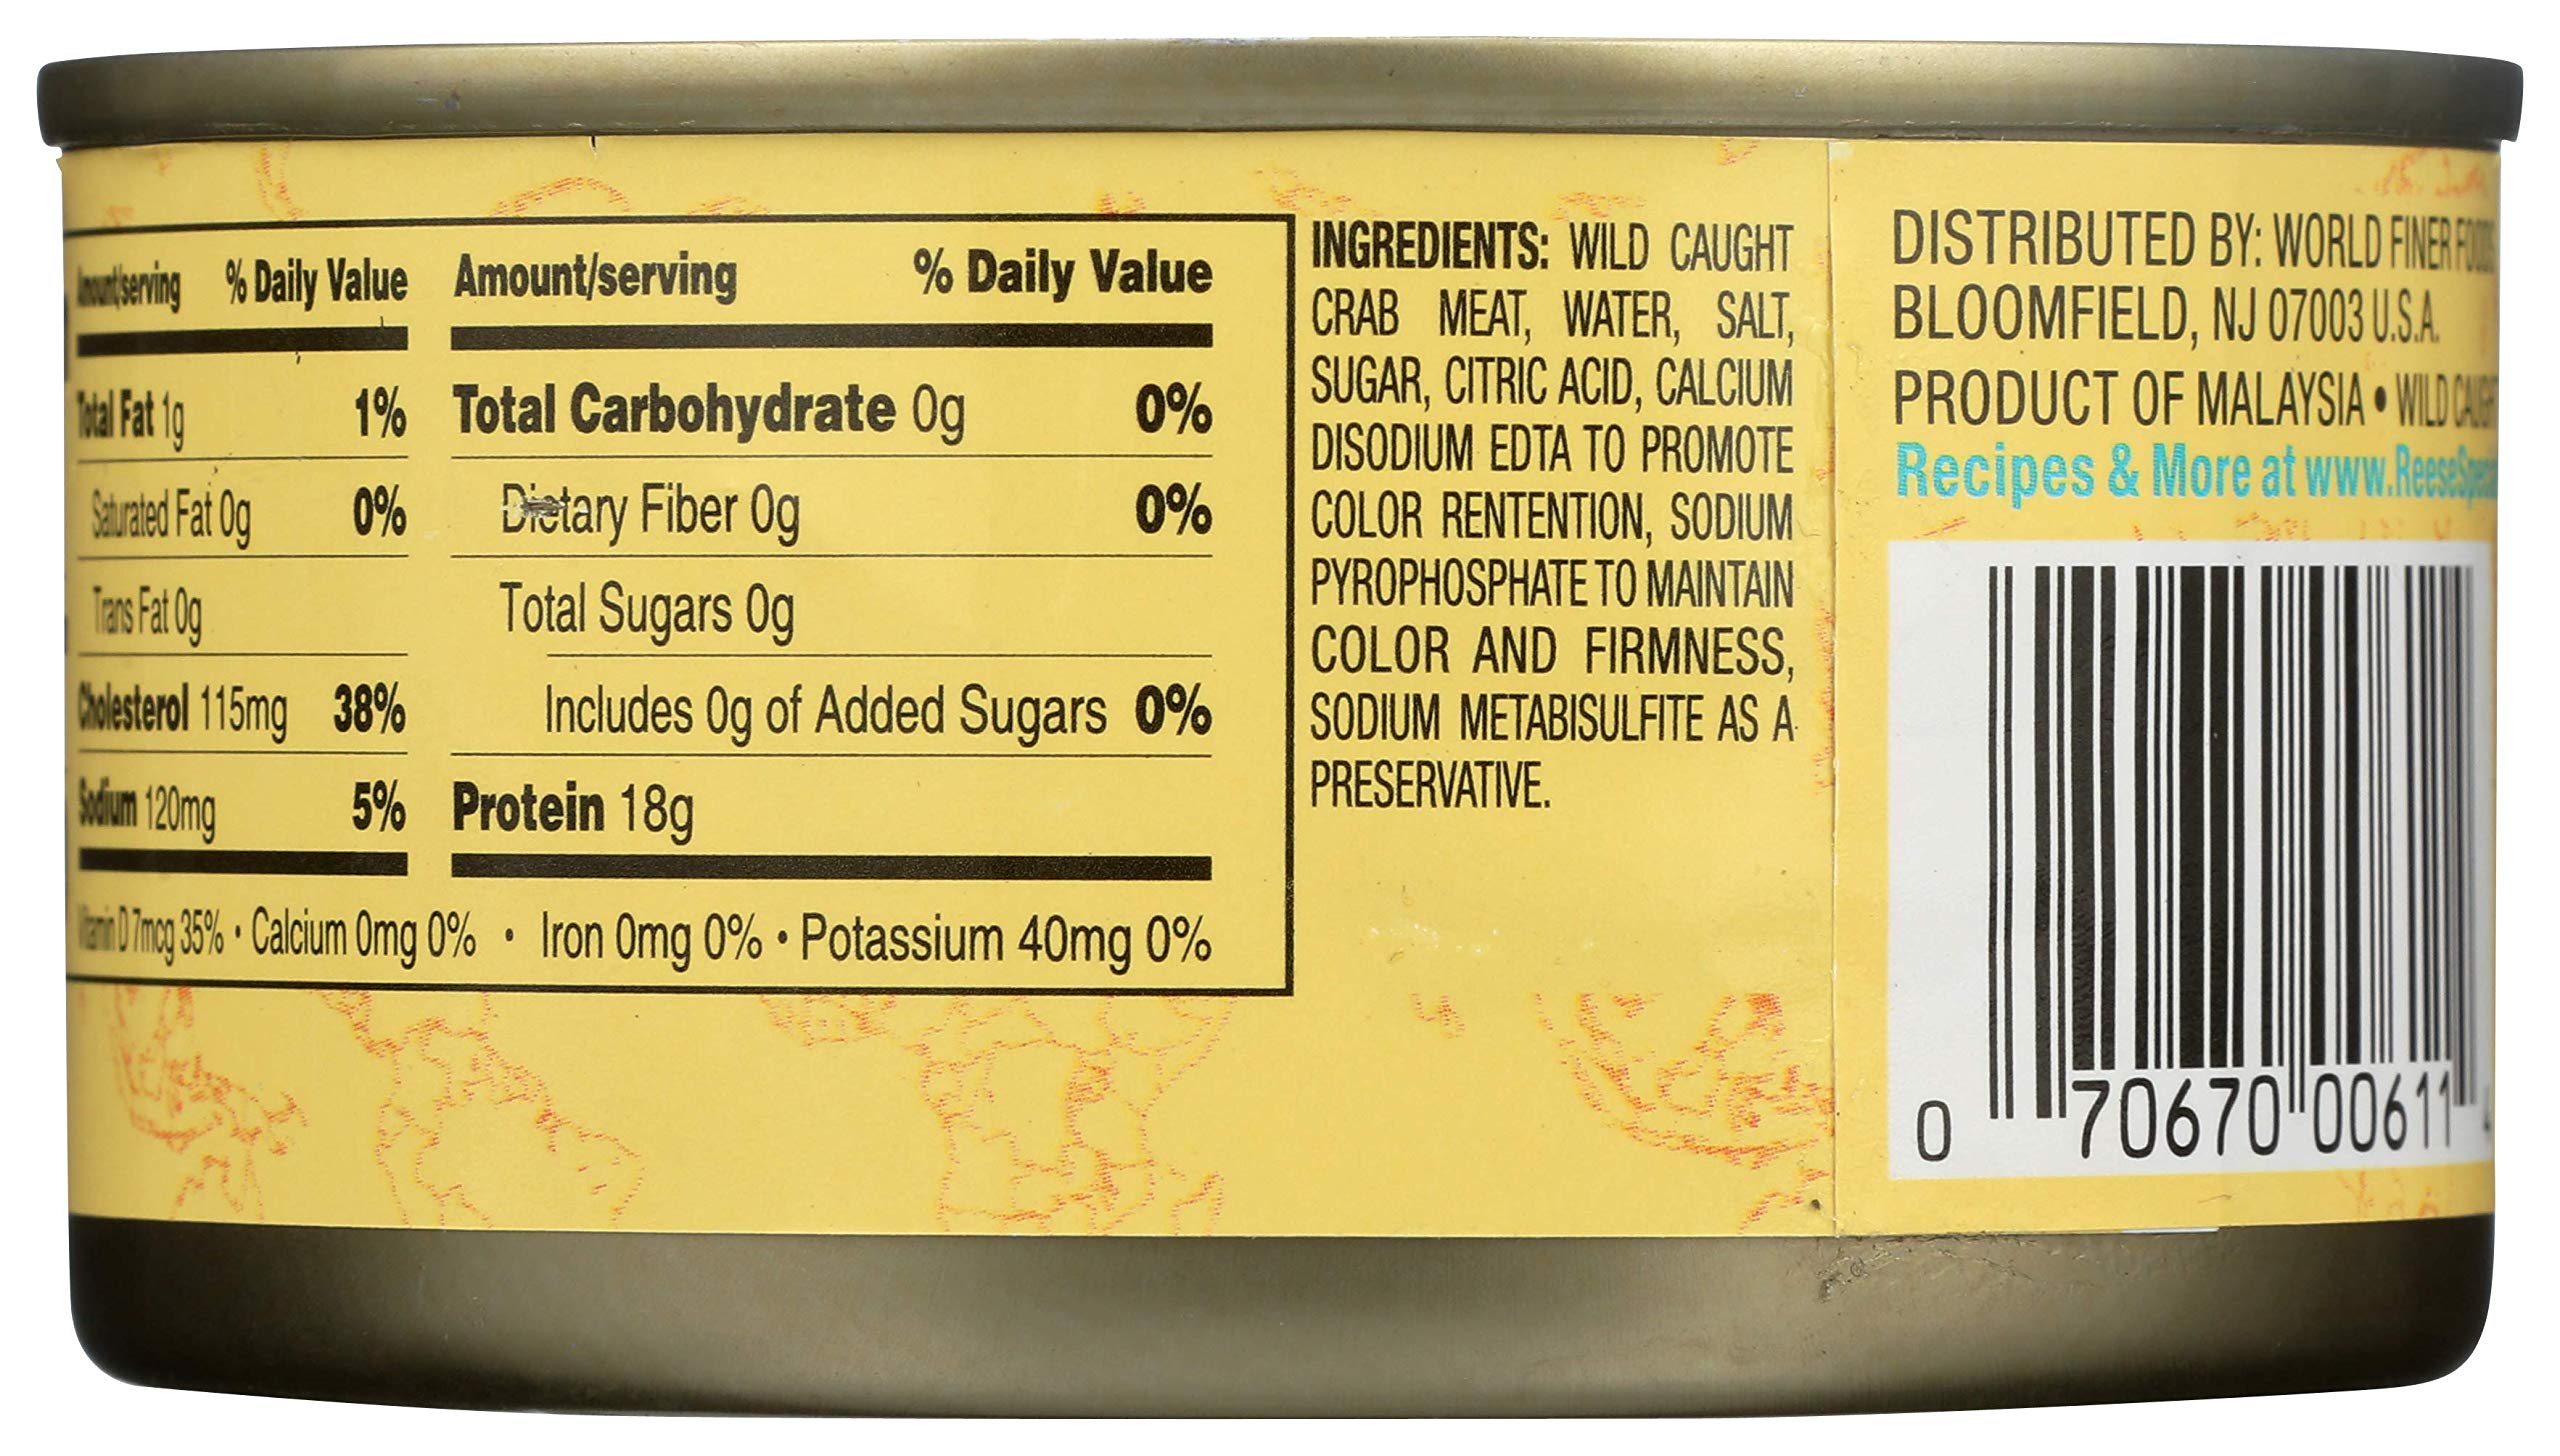 Amount/serving % Daily Value
Total Fat 1g 1%
Saturated Fat 0g 0%
Trans Fat 0g
Cholesterol 115mg 38%
Sodium 120mg 5%
Amount/serving % Daily Value
Total Carbohydrate 0g 0%
Dietary Fiber 0g 0%
Total Sugars 0g
Includes 0g of Added Sugars 0%
Protein 18g
Vitamin D 7mcg 35% • Calcium 0mg 0% • Iron 0mg 0% • Potassium 40mg 0%
INGREDIENTS: WILD CAUGHT
CRAB MEAT, WATER, SALT,
SUGAR, CITRIC ACID, CALCIUM
DISODIUM EDTA TO PROMOTE
COLOR RENTENTION, SODIUM
PYROPHOSPHATE TO MAINTAIN
COLOR AND FIRMNESS,
SODIUM METABISULFITE AS A
PRESERVATIVE.
DISTRIBUTED BY: WORLD FINER FOODS
BLOOMFIELD, NJ 07003 U.S.A.
PRODUCT OF MALAYSIA • WILD CAUGHT
Recipes & More at
0 70670 00611